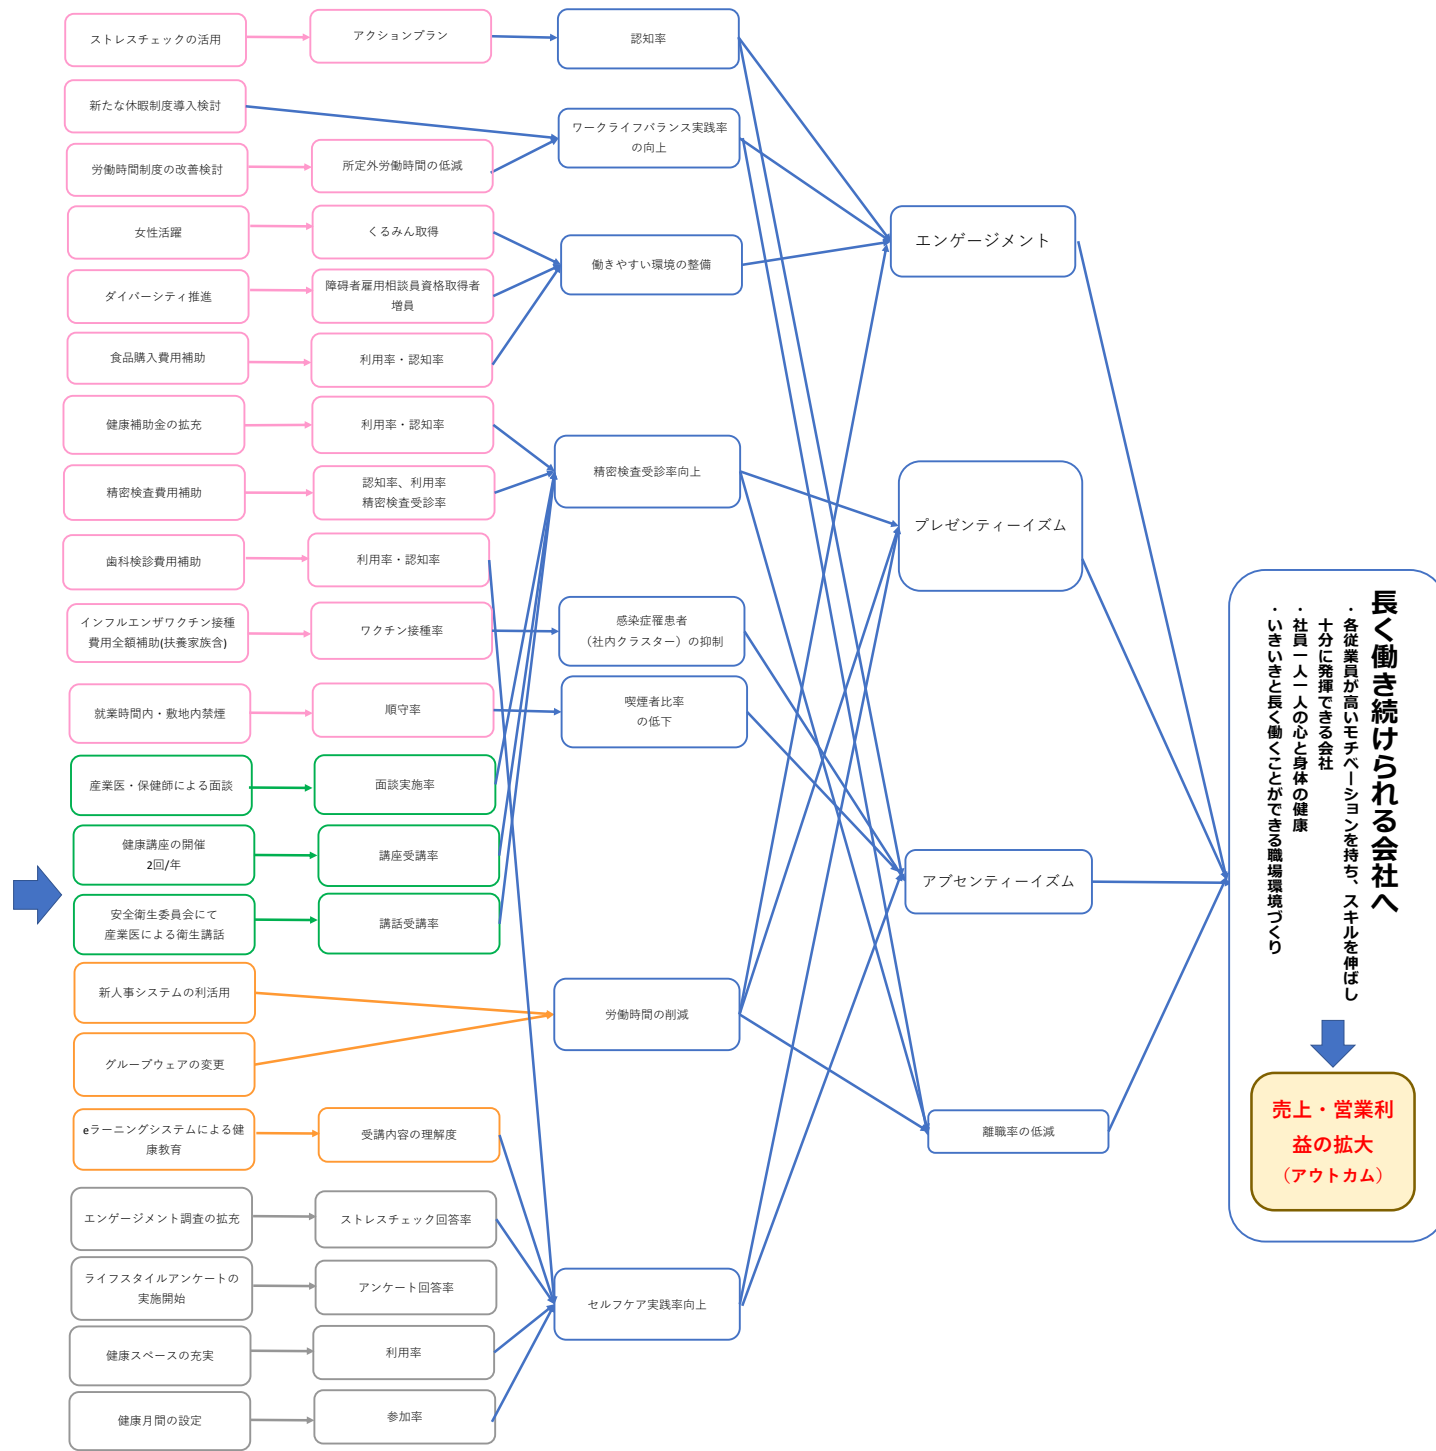 ストレスチェックの活用
アクションプラン
認知率
新たな休暇制度導入検討
ワークライフバランス実践率
の向上
労働時間制度の改善検討
所定外労働時間の低減
女性活躍
くるみん取得
働きやすい環境の整備
エンゲージメント
ダイバーシティ推進
障碍者雇用相談員資格取得者
増員
食品購入費用補助
利用率・認知率
健康補助金の拡充
利用率・認知率
精密検査受診率向上
精密検査費用補助
認知率、利用率
精密検査受診率
プレゼンティーイズム
歯科検診費用補助
利用率・認知率
インフルエンザワクチン接種
費用全額補助(扶養家族含)
ワクチン接種率
感染症罹患者
（社内クラスター）の抑制
就業時間内・敷地内禁煙
順守率
喫煙者比率
の低下
産業医・保健師による面談
面談実施率
健康講座の開催
2回/年
講座受講率
アブセンティーイズム
安全衛生委員会にて
産業医による衛生講話
講話受講率
新人事システムの利活用
労働時間の削減
グループウェアの変更
eラーニングシステムによる健
康教育
受講内容の理解度
離職率の低減
エンゲージメント調査の拡充
ストレスチェック回答率
ライフスタイルアンケートの
実施開始
アンケート回答率
セルフケア実践率向上
健康スペースの充実
利用率
健康月間の設定
参加率
長く働き続けられる会社へ
・各従業員が高いモチベーションを持ち、スキルを伸ばし
十分に発揮できる会社
・社員一人一人の心と身体の健康
・いきいきと長く働くことができる職場環境づくり
売上・営業利
益の拡大
（アウトカム）